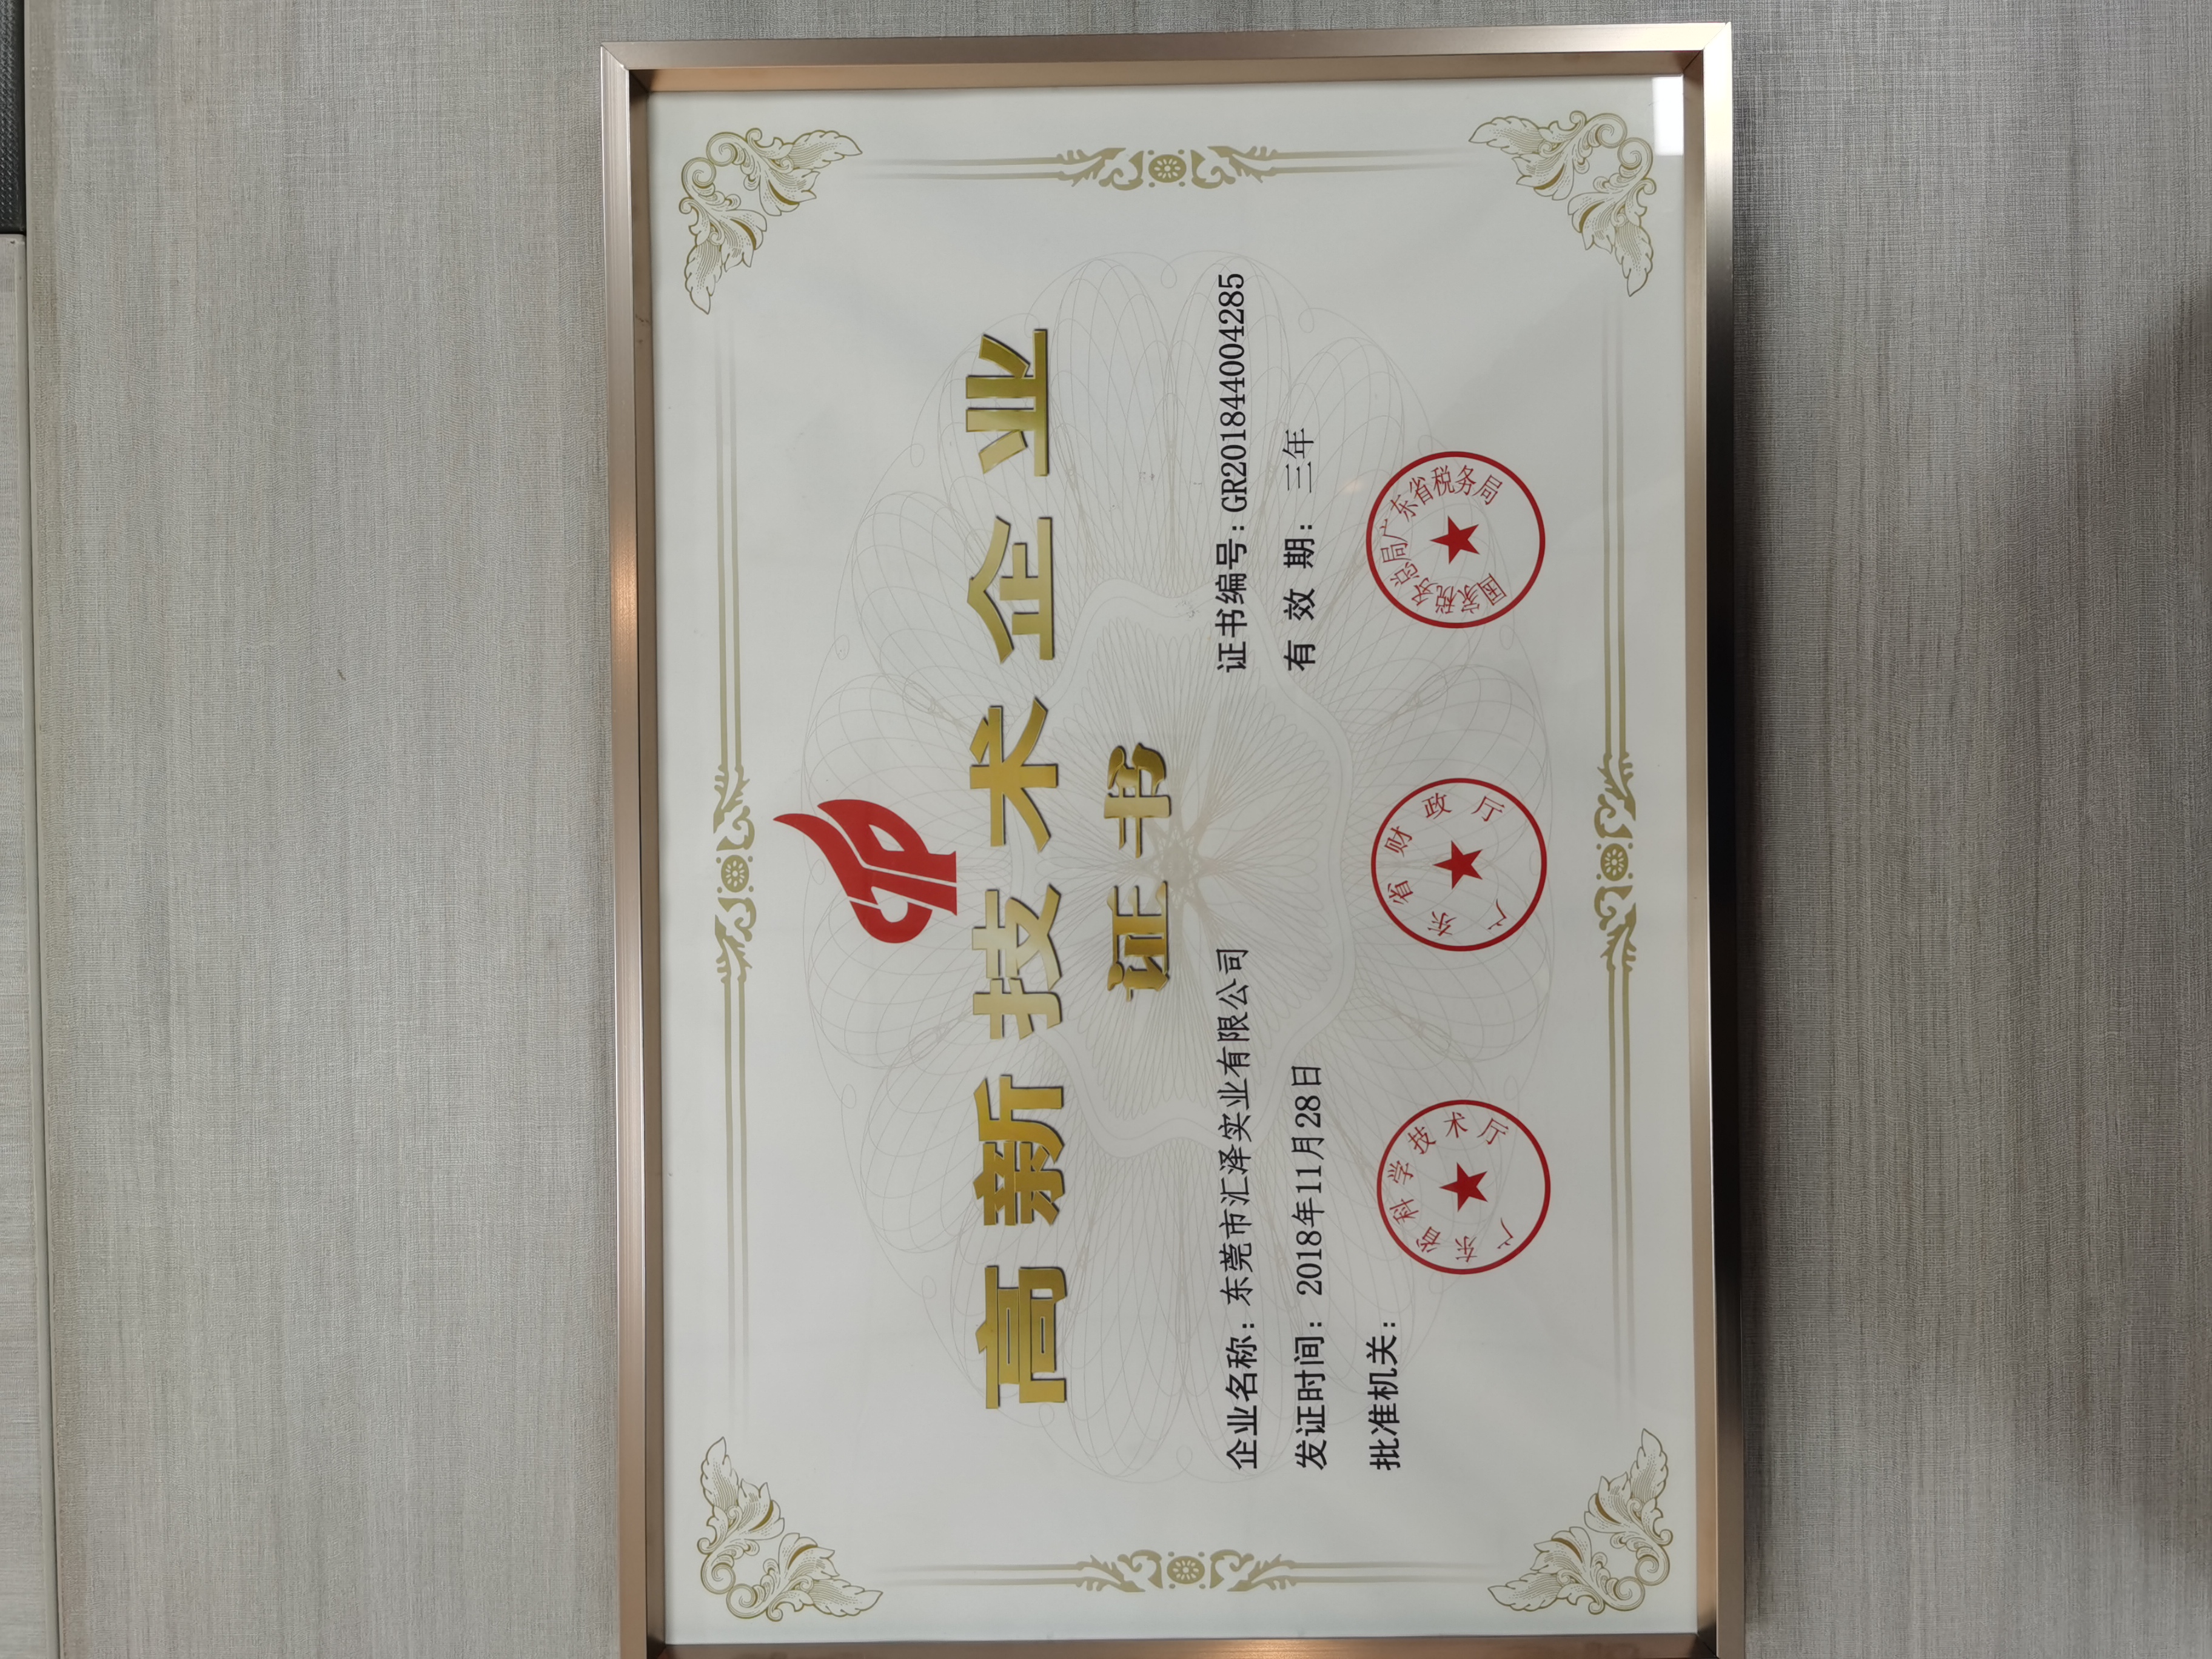 高新技术企业
证书
企业名称：东莞市汇泽实业有限公司
证书编号：GR201844004285
发证时间：2018年11月28日
有效期：三年
批准机关：
广东省科学技术厅
广东省财政厅
国家税务总局广东省税务局